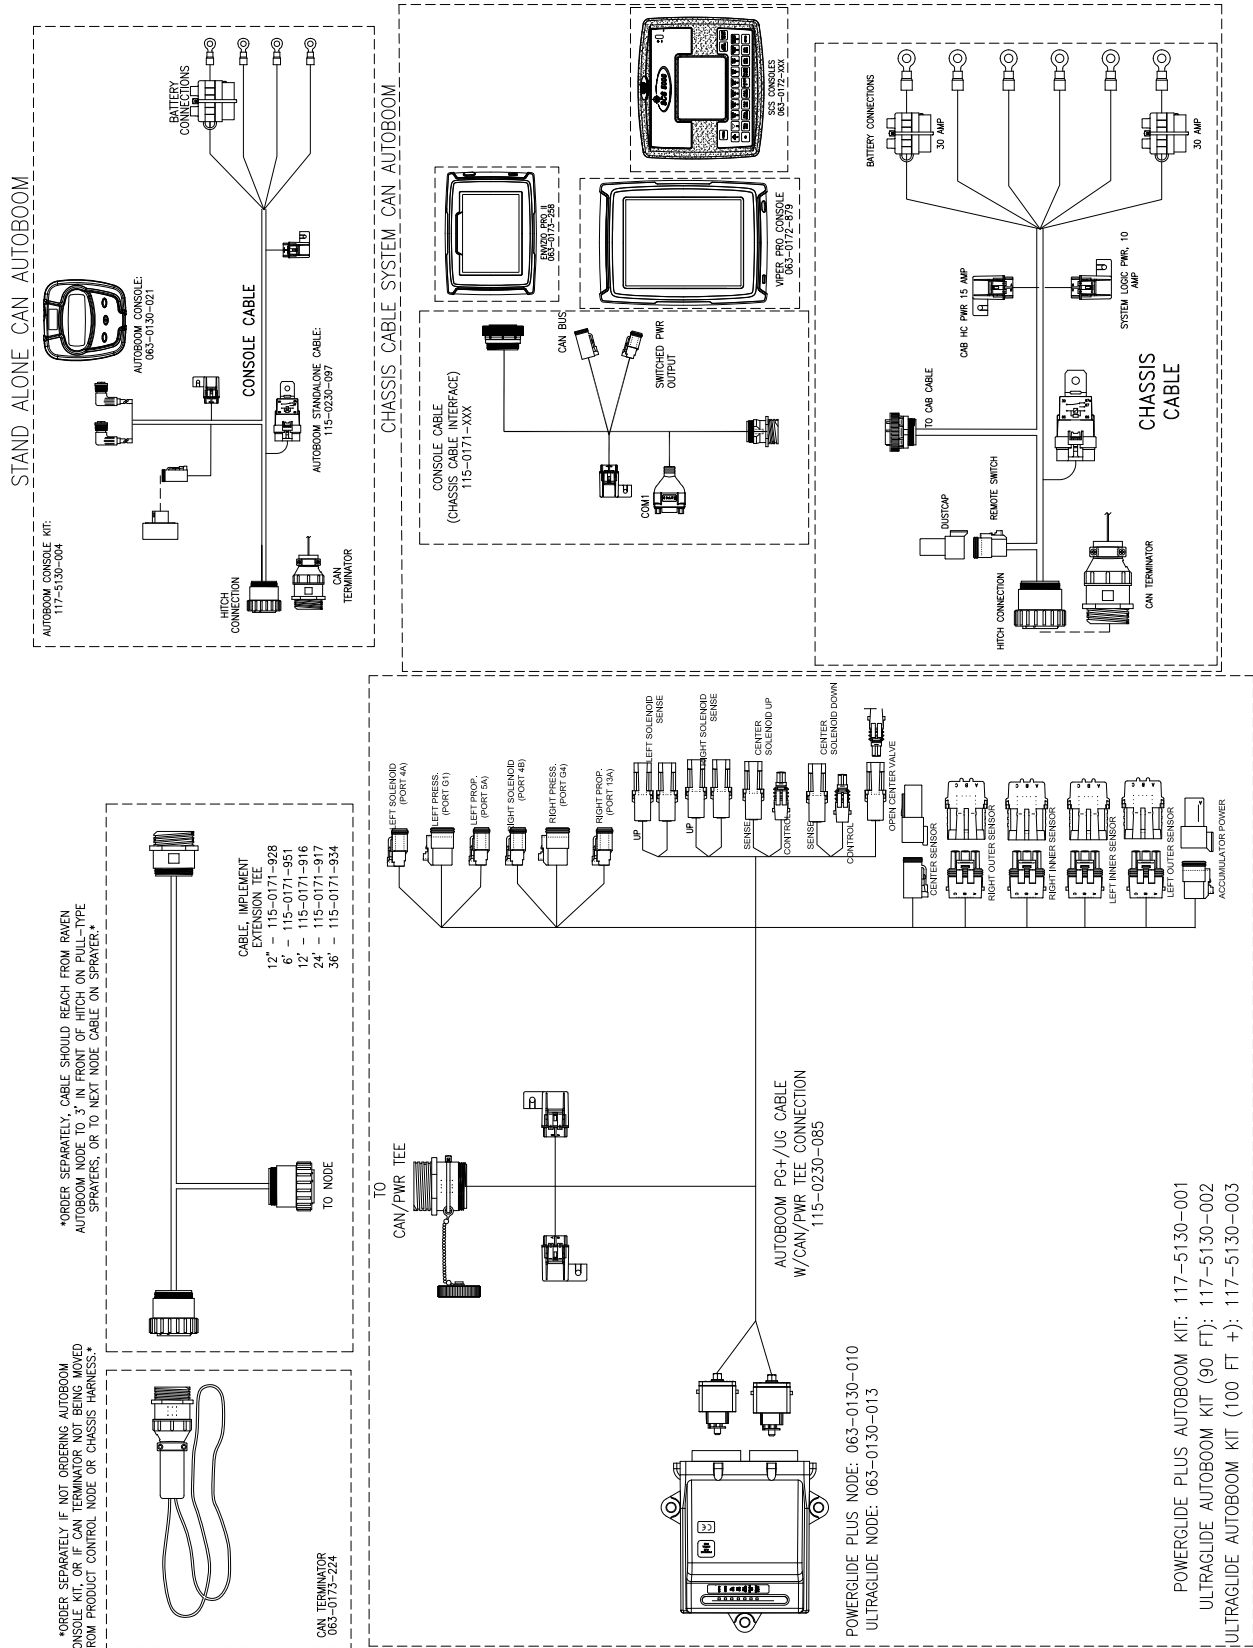 STAND ALONE CAN AUTOBOOM
AUTOBOOM CONSOLE KIT:
117-5130-004
AUTOBOOM CONSOLE:
063-0130-021
BATTERY
CONNECTIONS
CONSOLE CABLE
AUTOBOOM STANDALONE CABLE:
115-0230-097
HITCH
CONNECTION
CAN
TERMINATOR
CHASSIS CABLE SYSTEM CAN AUTOBOOM
CONSOLE CABLE
(CHASSIS CABLE INTERFACE)
115-0171-XXX
CAN BUS
SWITCHED PWR
OUTPUT
COM1
ENVIZIO PRO II
063-0173-258
VIPER PRO CONSOLE
063-0172-879
SCS CONSOLES
063-0172-XXX
BATTERY CONNECTIONS
30 AMP
30 AMP
CAB HC PWR 15 AMP
SYSTEM LOGIC PWR, 10
AMP
TO CAB CABLE
CHASSIS
CABLE
DUSTCAP
REMOTE SWITCH
HITCH CONNECTION
CAN TERMINATOR
*ORDER SEPARATELY, CABLE SHOULD REACH FROM RAVEN
AUTOBOOM NODE TO 3' IN FRONT OF HITCH ON PULL-TYPE
SPRAYERS, OR TO NEXT NODE CABLE ON SPRAYER.*
CABLE, IMPLEMENT
EXTENSION TEE
12" - 115-0171-928
6' - 115-0171-951
12' - 115-0171-916
24' - 115-0171-917
36' - 115-0171-934
TO NODE
*ORDER SEPARATELY IF NOT ORDERING AUTOBOOM
ONSOLE KIT, OR IF CAN TERMINATOR NOT BEING MOVED
ROM PRODUCT CONTROL NODE OR CHASSIS HARNESS.*
CAN TERMINATOR
063-0173-224
LEFT SOLENOID
(PORT 4A)
LEFT PRESS.
(PORT G1)
LEFT PROP.
(PORT 5A)
RIGHT SOLENOID
(PORT 4B)
RIGHT PRESS.
(PORT G4)
RIGHT PROP.
(PORT 13A)
LEFT SOLENOID
SENSE
UP
RIGHT SOLENOID
SENSE
UP
CENTER
SOLENOID UP
SENSE
CONTROL
CENTER
SOLENOID DOWN
SENSE
CONTROL
OPEN CENTER VALVE
CENTER SENSOR
RIGHT OUTER SENSOR
RIGHT INNER SENSOR
LEFT INNER SENSOR
LEFT OUTER SENSOR
ACCUMULATOR POWER
TO
CAN/PWR TEE
AUTOBOOM PG+/UG CABLE
W/CAN/PWR TEE CONNECTION
115-0230-085
POWERGLIDE PLUS NODE: 063-0130-010
ULTRAGLIDE NODE: 063-0130-013
POWERGLIDE PLUS AUTOBOOM KIT: 117-5130-001
ULTRAGLIDE AUTOBOOM KIT (90 FT): 117-5130-002
ULTRAGLIDE AUTOBOOM KIT (100 FT +): 117-5130-003